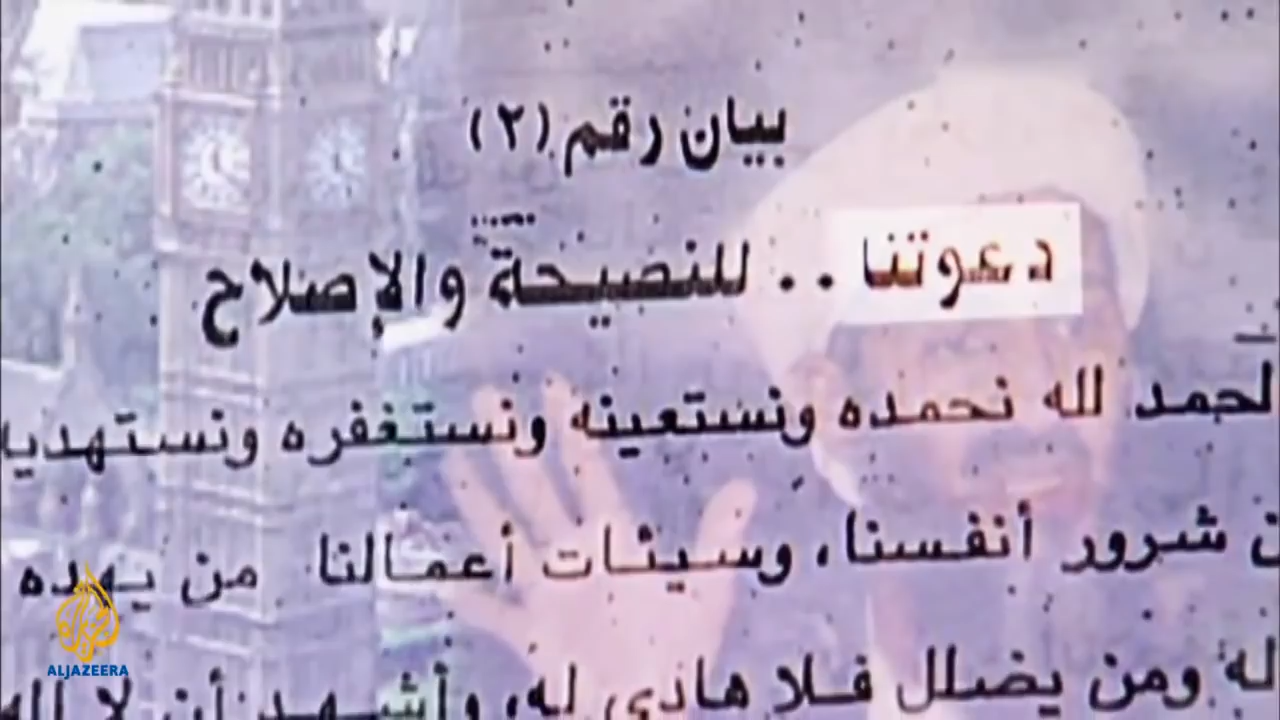 بيان رقم (٢)
دعوتنا .. للنصيحة والإصلاح
لحمد لله نحمده ونستعينه ونستغفره ونستهديه
ن شرور أنفسنا، وسيئات أعمالنا من يهده
له ومن يضلل فلا هادي له، وأشهد أن لا إله
ALJAZEERA